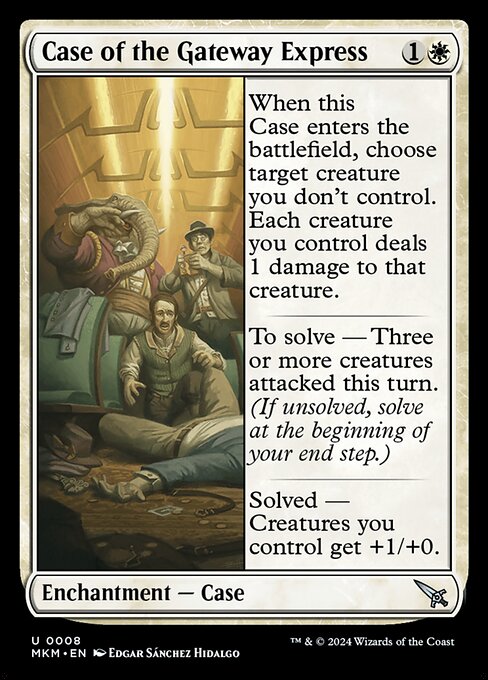 Case of the Gateway Express 1
When this
Case enters the
battlefield, choose
target creature
you don't control.
Each creature
you control deals
1 damage to that
creature.
To solve — Three
or more creatures
attacked this turn.
(If unsolved, solve
at the beginning of
your end step.)
Solved —
Creatures you
control get +1/+0.
Enchantment — Case
U 0008
MKM • EN Edgar Sánchez Hidalgo
™ & © 2024 Wizards of the Coast